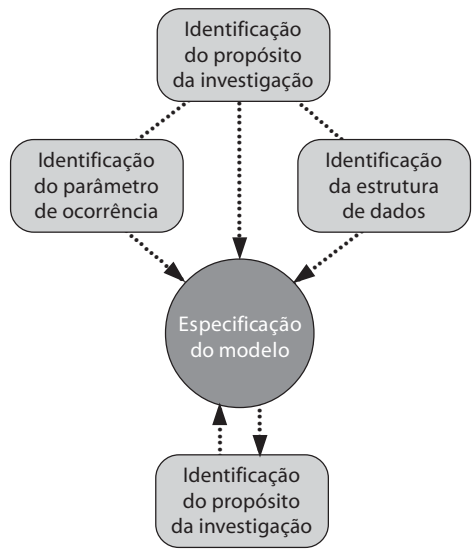 Identificação
do propósito
da investigação
Identificação
do parâmetro
de ocorrência
Identificação
da estrutura
de dados
Especificação
do modelo
Identificação
do propósito
da investigação